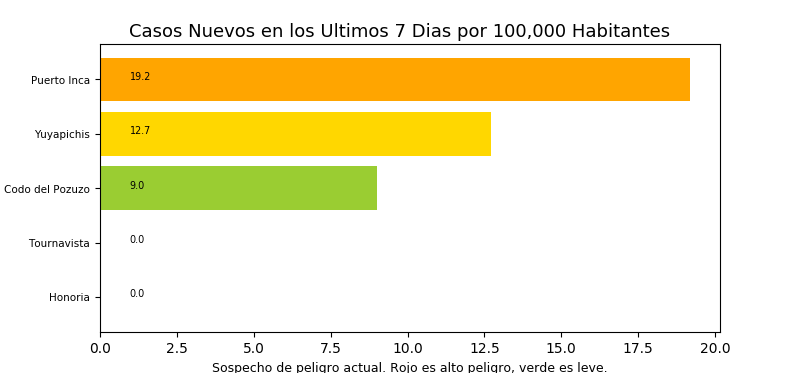 Casos Nuevos en los Ultimos 7 Dias por 100,000 Habitantes
Puerto Inca 19.2
Yuyapichis 12.7
Codo del Pozuzo 9.0
Tournavista 0.0
Honoria 0.0
0.0 2.5 5.0 7.5 10.0 12.5 15.0 17.5 20.0
Sospecho de peligro actual. Rojo es alto peligro, verde es leve.